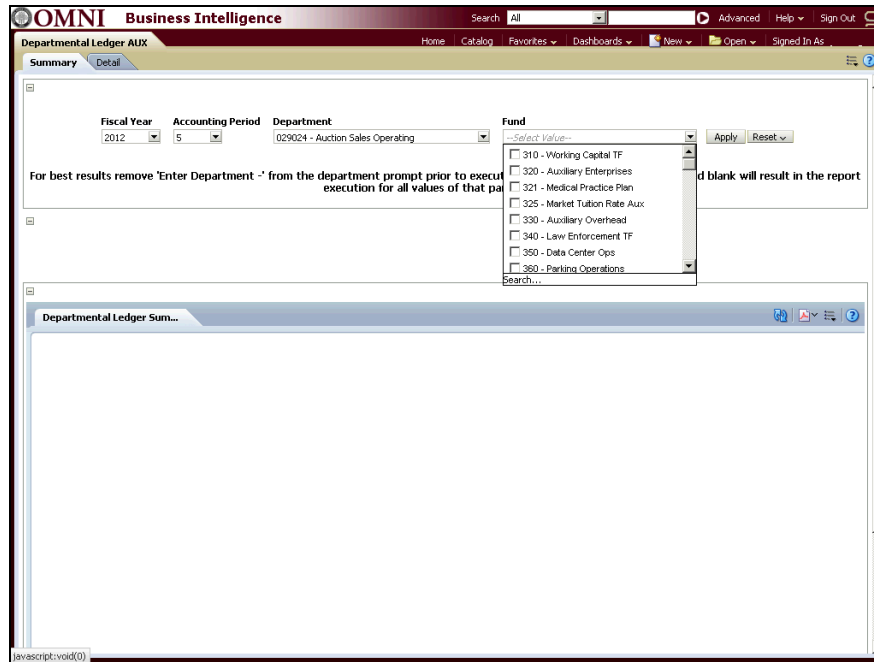 OMNI Business Intelligence Search All Advanced Help Sign Out
Departmental Ledger AUX Home Catalog Favorites Dashboards New Open Signed In As
Summary Detail
Fiscal Year Accounting Period Department Fund
2012 5 029024 - Auction Sales Operating --Select Value-- Apply Reset
310 - Working Capital TF
320 - Auxiliary Enterprises
For best results remove 'Enter Department -' from the department prompt prior to execut d blank will result in the report
321 - Medical Practice Plan
execution for all values of that pa
325 - Market Tuition Rate Aux
330 - Auxiliary Overhead
340 - Law Enforcement TF
350 - Data Center Ops
360 - Parking Operations
Search...
Departmental Ledger Sum...
javascript:void(0)